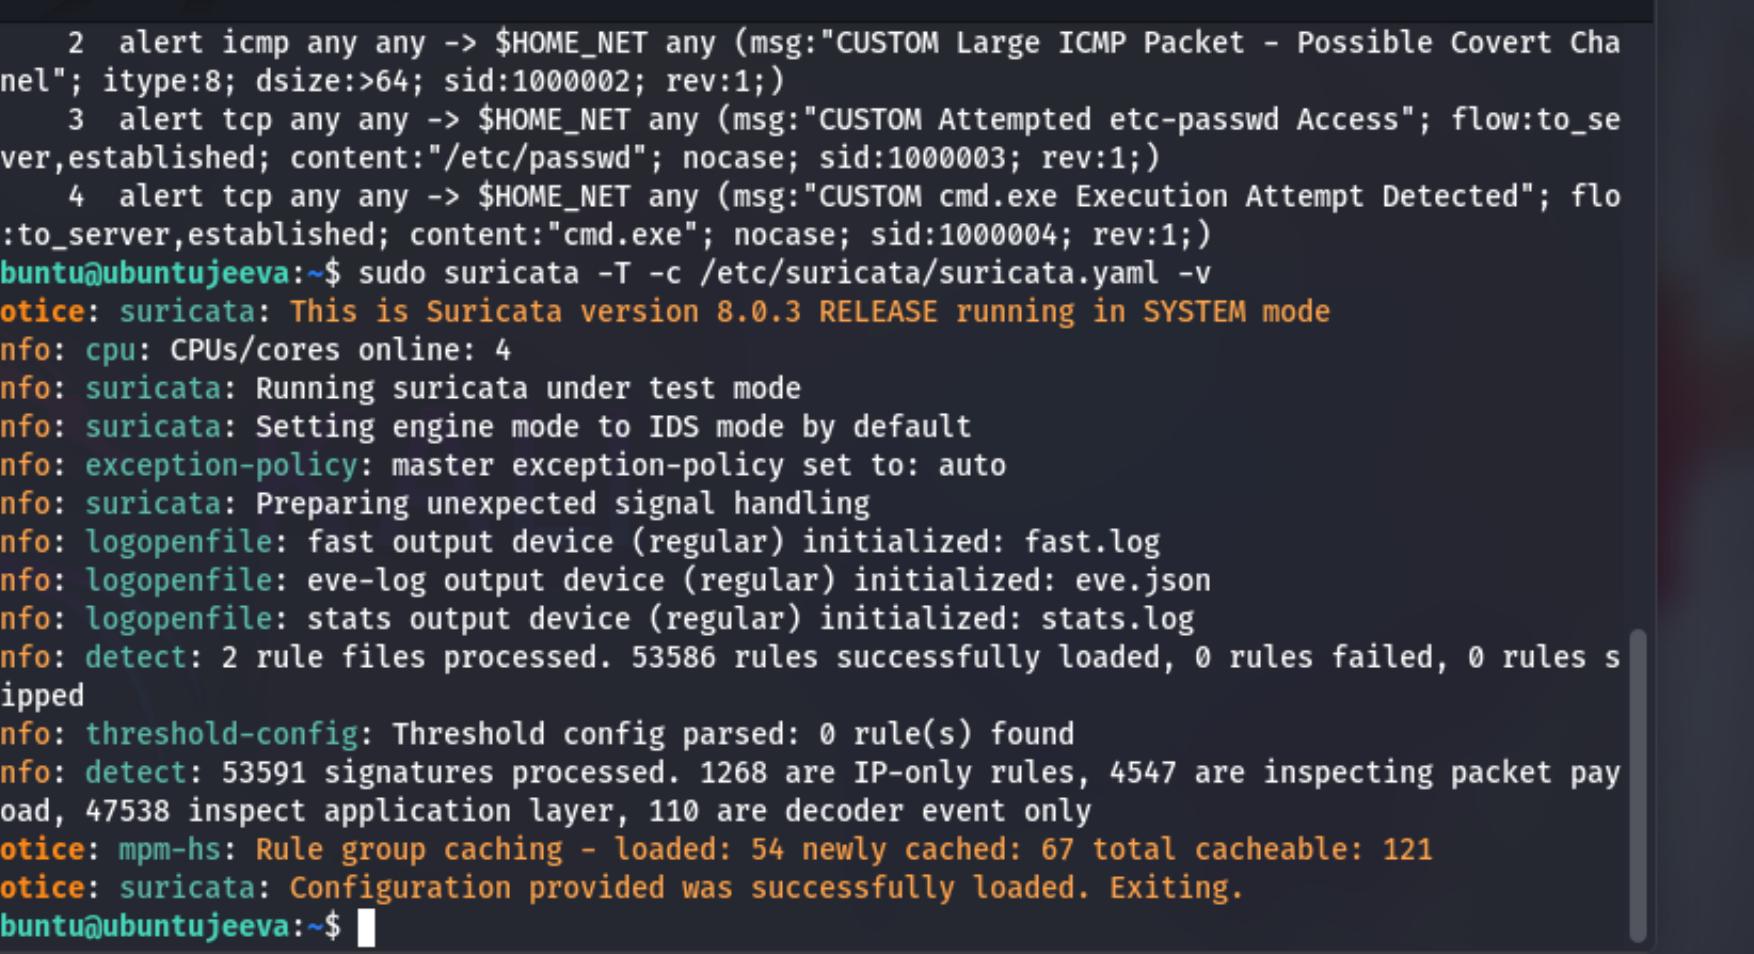 2  alert icmp any any -> $HOME_NET any (msg:"CUSTOM Large ICMP Packet - Possible Covert Cha
nel"; itype:8; dsize:>64; sid:1000002; rev:1;)
3  alert tcp any any -> $HOME_NET any (msg:"CUSTOM Attempted etc-passwd Access"; flow:to_se
ver,established; content:"/etc/passwd"; nocase; sid:1000003; rev:1;)
4  alert tcp any any -> $HOME_NET any (msg:"CUSTOM cmd.exe Execution Attempt Detected"; flo
:to_server,established; content:"cmd.exe"; nocase; sid:1000004; rev:1;)
buntu@ubuntujeeva:~$ sudo suricata -T -c /etc/suricata/suricata.yaml -v
otice: suricata: This is Suricata version 8.0.3 RELEASE running in SYSTEM mode
nfo: cpu: CPUs/cores online: 4
nfo: suricata: Running suricata under test mode
nfo: suricata: Setting engine mode to IDS mode by default
nfo: exception-policy: master exception-policy set to: auto
nfo: suricata: Preparing unexpected signal handling
nfo: logopenfile: fast output device (regular) initialized: fast.log
nfo: logopenfile: eve-log output device (regular) initialized: eve.json
nfo: logopenfile: stats output device (regular) initialized: stats.log
nfo: detect: 2 rule files processed. 53586 rules successfully loaded, 0 rules failed, 0 rules s
ipped
nfo: threshold-config: Threshold config parsed: 0 rule(s) found
nfo: detect: 53591 signatures processed. 1268 are IP-only rules, 4547 are inspecting packet pay
oad, 47538 inspect application layer, 110 are decoder event only
otice: mpm-hs: Rule group caching - loaded: 54 newly cached: 67 total cacheable: 121
otice: suricata: Configuration provided was successfully loaded. Exiting.
buntu@ubuntujeeva:~$